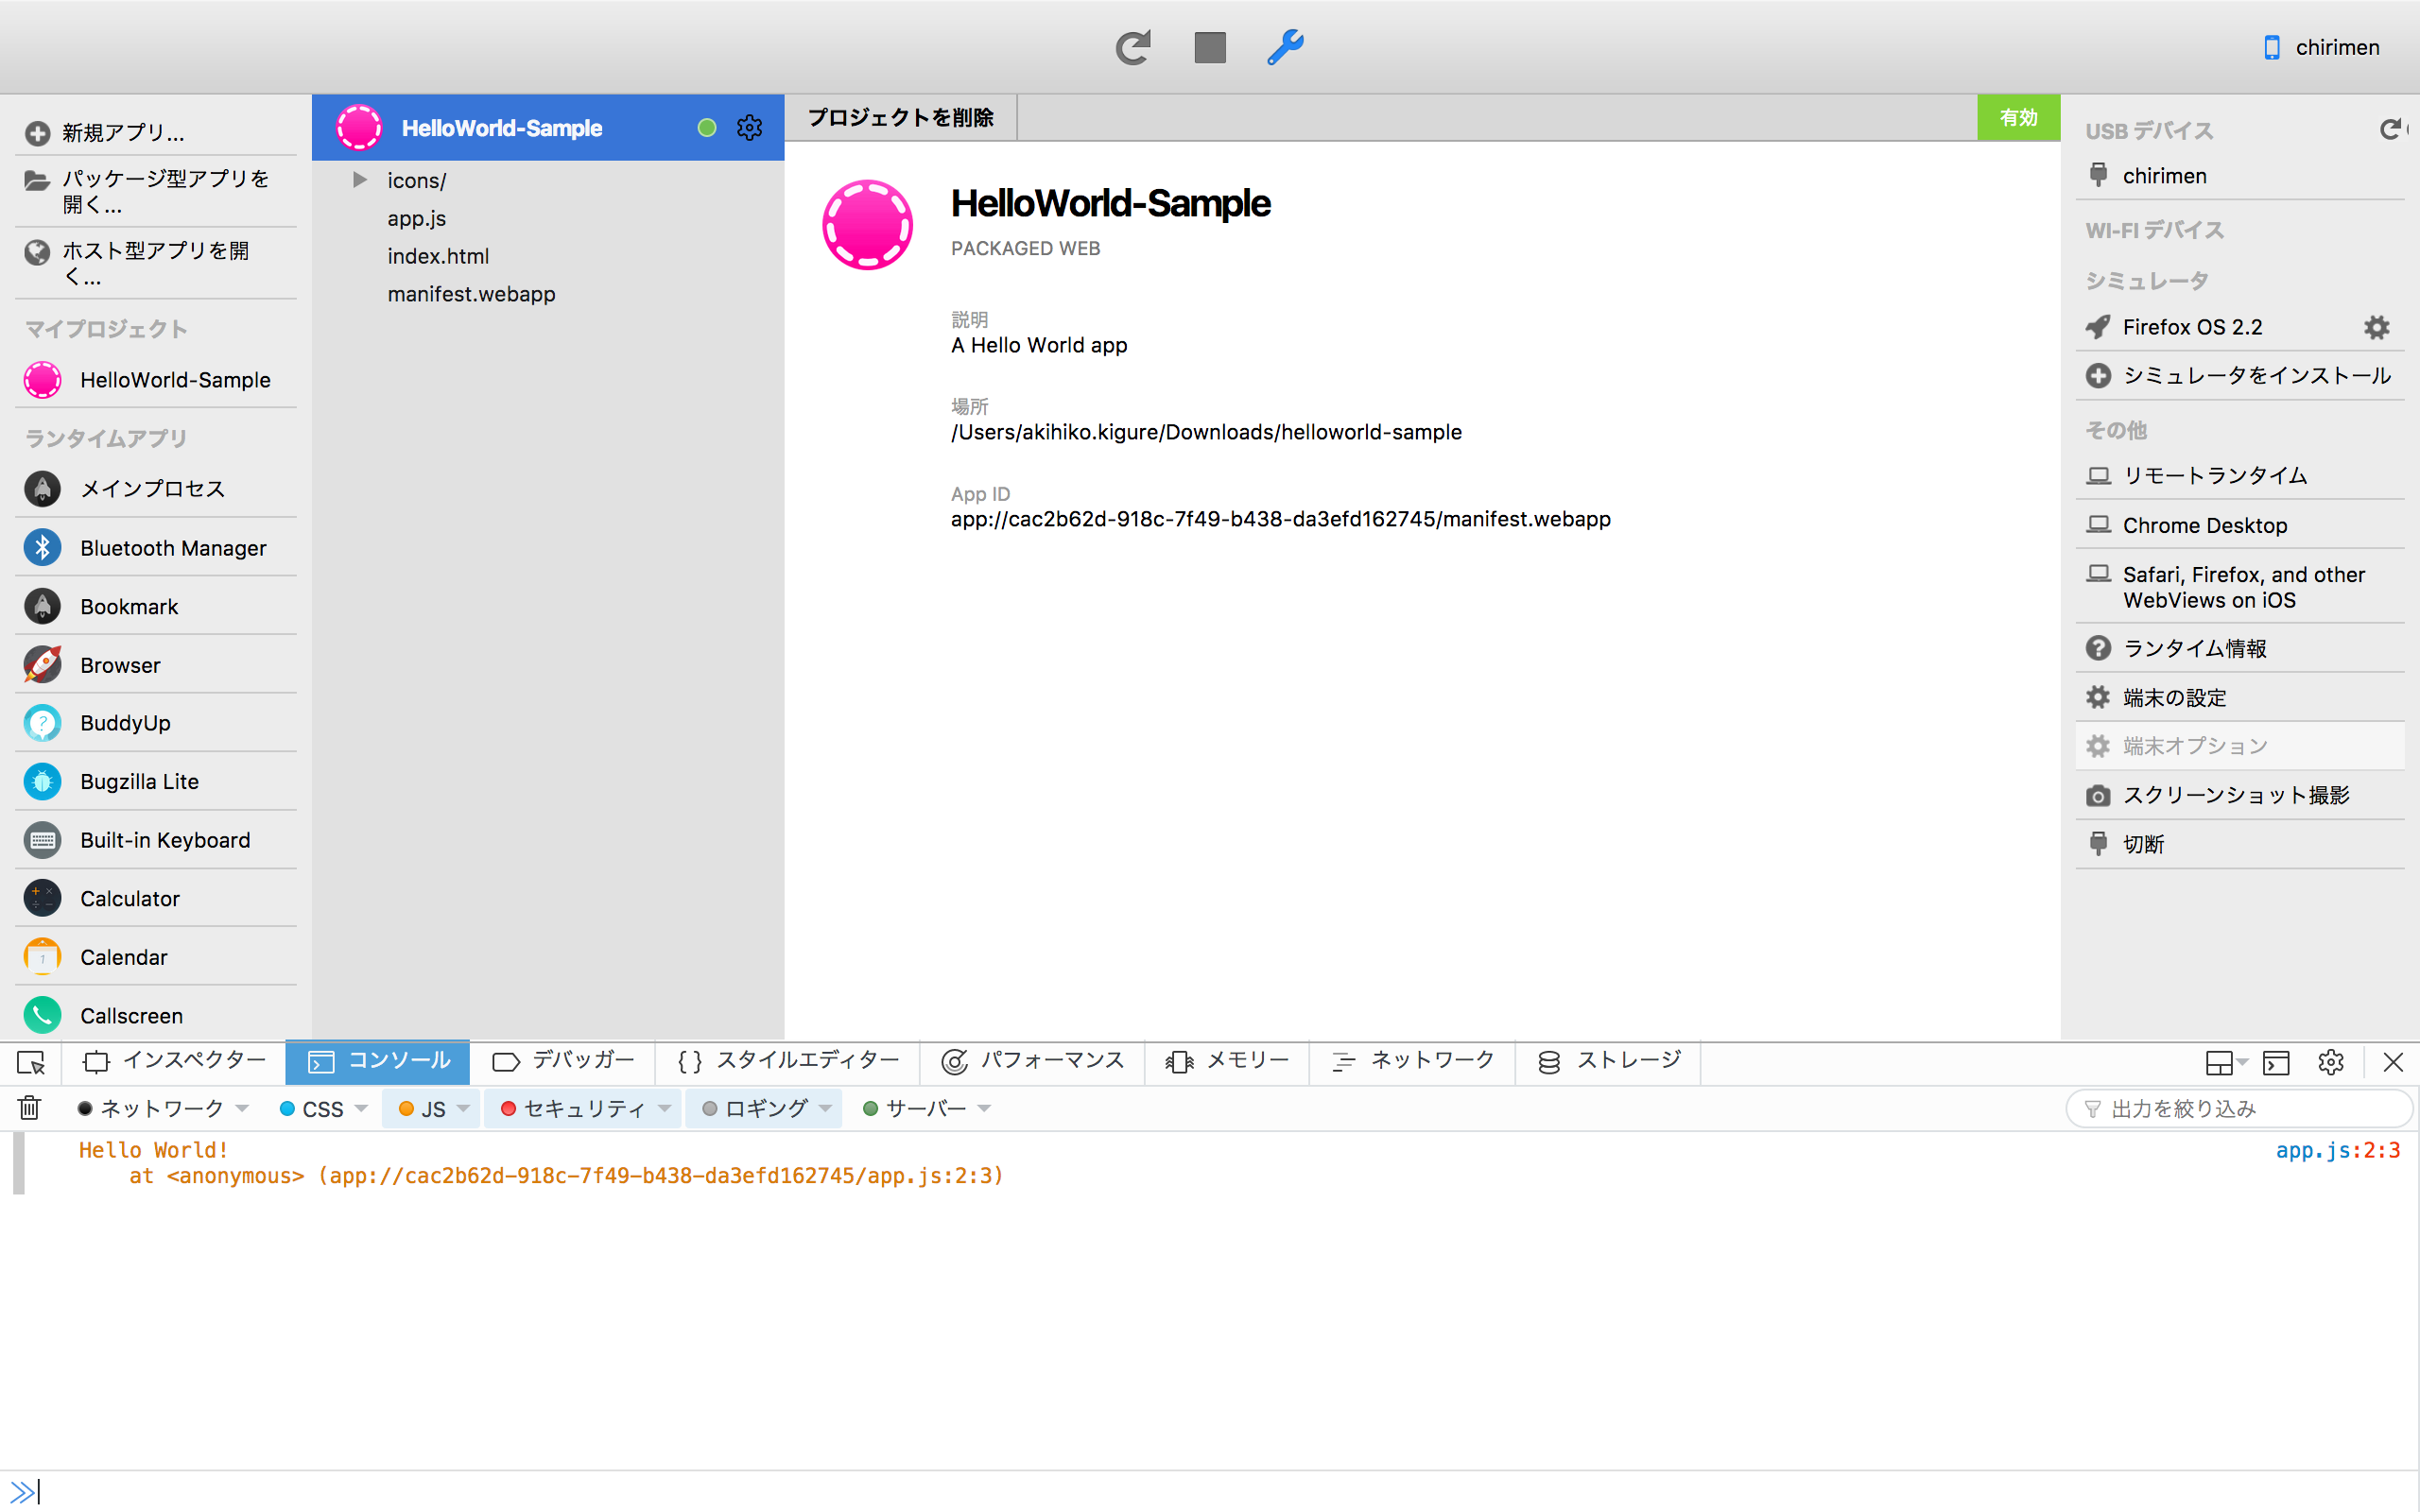 chirimen
新規アプリ...
パッケージ型アプリを
開く...
ホスト型アプリを開
く...
マイプロジェクト
HelloWorld-Sample
ランタイムアプリ
メインプロセス
Bluetooth Manager
Bookmark
Browser
BuddyUp
Bugzilla Lite
Built-in Keyboard
Calculator
Calendar
Callscreen
HelloWorld-Sample
icons/
app.js
index.html
manifest.webapp
プロジェクトを削除
有効
HelloWorld-Sample
PACKAGED WEB
説明
A Hello World app
場所
/Users/akihiko.kigure/Downloads/helloworld-sample
App ID
app://cac2b62d-918c-7f49-b438-da3efd162745/manifest.webapp
USB デバイス
chirimen
WI-FI デバイス
シミュレータ
Firefox OS 2.2
シミュレータをインストール
その他
リモートランタイム
Chrome Desktop
Safari, Firefox, and other
WebViews on iOS
ランタイム情報
端末の設定
端末オプション
スクリーンショット撮影
切断
インスペクター コンソール デバッガー スタイルエディター パフォーマンス メモリー ネットワーク ストレージ
ネットワーク CSS JS セキュリティ ロギング サーバー 出力を絞り込み
Hello World! app.js:2:3
at <anonymous> (app://cac2b62d-918c-7f49-b438-da3efd162745/app.js:2:3)